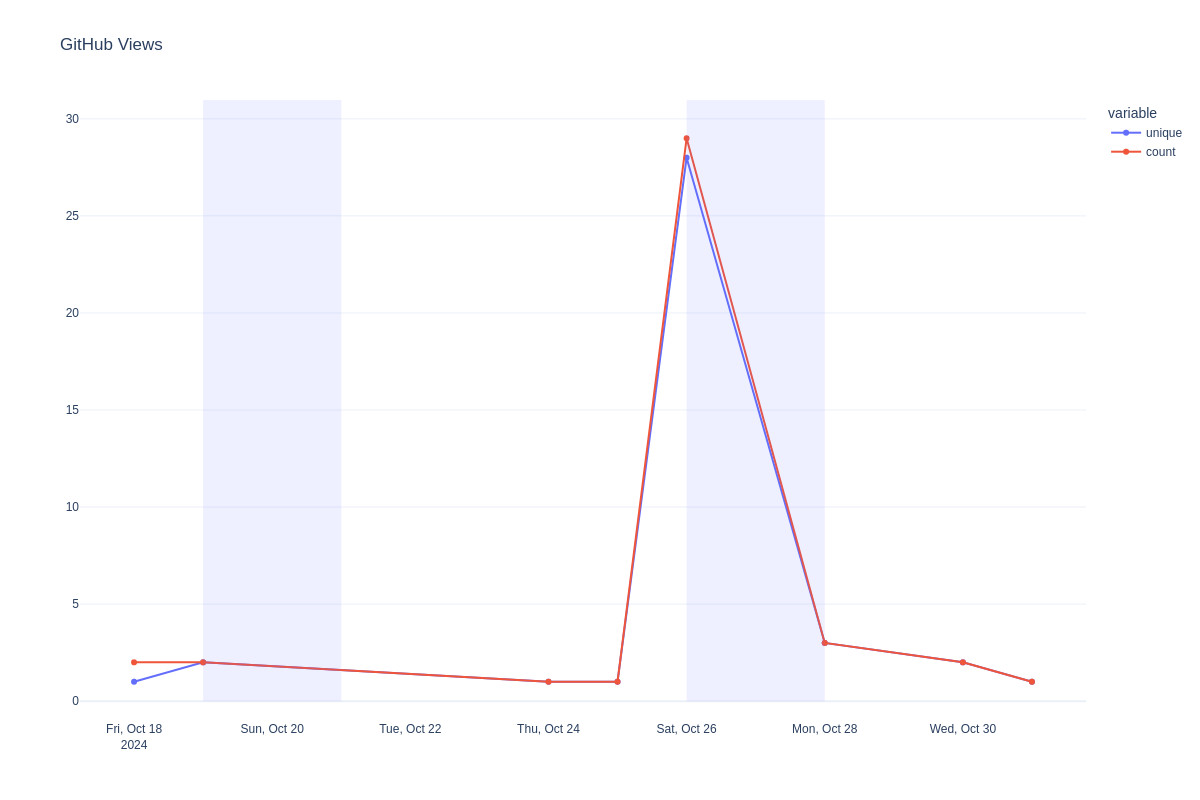 GitHub Views
variable
unique
count
30
25
20
15
10
5
0
Fri, Oct 18
2024
Sun, Oct 20
Tue, Oct 22
Thu, Oct 24
Sat, Oct 26
Mon, Oct 28
Wed, Oct 30